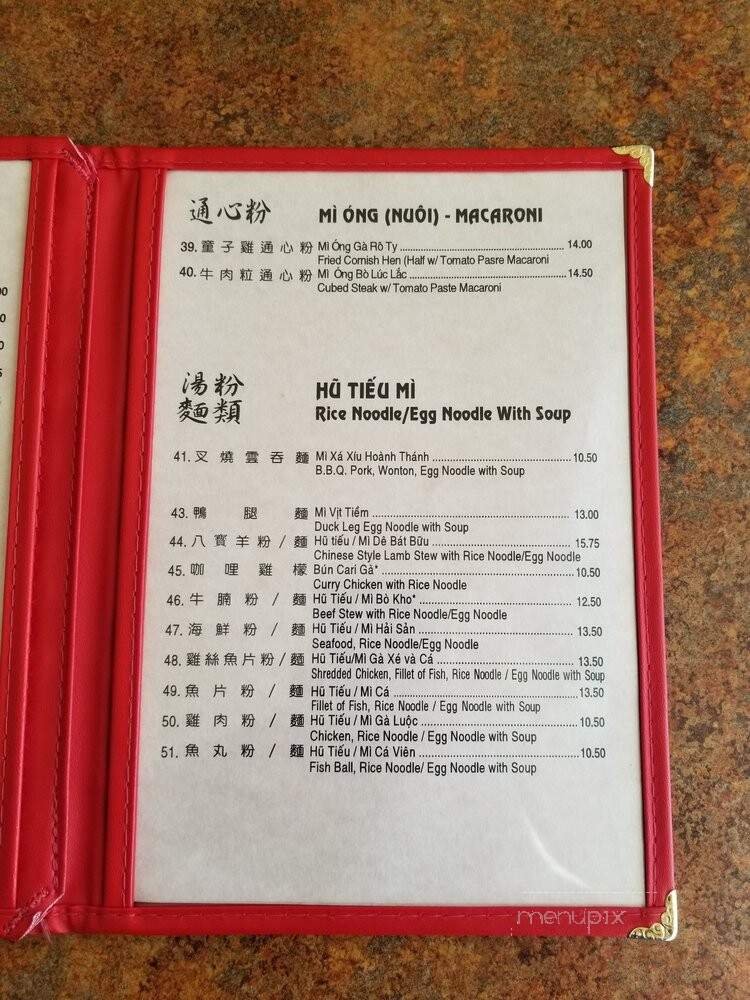 通心粉 MÌ ÓNG (NUÔI) - MACARONI
39. 童子雞通心粉 Mì Óng Gà Rô Ty 14.00
Fried Cornish Hen (Half w/ Tomato Pasre Macaroni
40. 牛肉粒通心粉 Mì Ông Bò Lúc Lắc 14.50
Cubed Steak w/ Tomato Paste Macaroni
湯粉 HŨ TIẾU MÌ
麵類 Rice Noodle/Egg Noodle With Soup
41. 叉燒雲吞麵 Mì Xá Xíu Hoành Thánh 10.50
B.B.Q. Pork, Wonton, Egg Noodle with Soup
43. 鴨腿麵 Mì Vịt Tiềm 13.00
Duck Leg Egg Noodle with Soup
44. 八寶羊粉/麵 Hũ tiếu / Mì Dê Bát Bữu 15.75
Chinese Style Lamb Stew with Rice Noodle/Egg Noodle
45. 咖哩雞檬 Bún Cari Gà* 10.50
Curry Chicken with Rice Noodle
46. 牛腩粉/麵 Hũ Tiếu / Mì Bò Kho* 12.50
Beef Stew with Rice Noodle/Egg Noodle
47. 海鮮粉/麵 Hũ Tiếu / Mì Hải Sản 13.50
Seafood, Rice Noodle/Egg Noodle
48. 雞絲魚片粉/麵 Hũ Tiếu/Mì Gà Xé và Cá 13.50
Shredded Chicken, Fillet of Fish, Rice Noodle / Egg Noodle with Soup
49. 魚片粉/麵 Hũ Tiếu / Mì Cá 13.50
Fillet of Fish, Rice Noodle / Egg Noodle with Soup
50. 雞肉粉/麵 Hũ Tiếu / Mì Gà Luộc 10.50
Chicken, Rice Noodle / Egg Noodle with Soup
51. 魚丸粉/麵 Hũ Tiếu / Mì Cá Viên 10.50
Fish Ball, Rice Noodle/ Egg Noodle with Soup
menupix